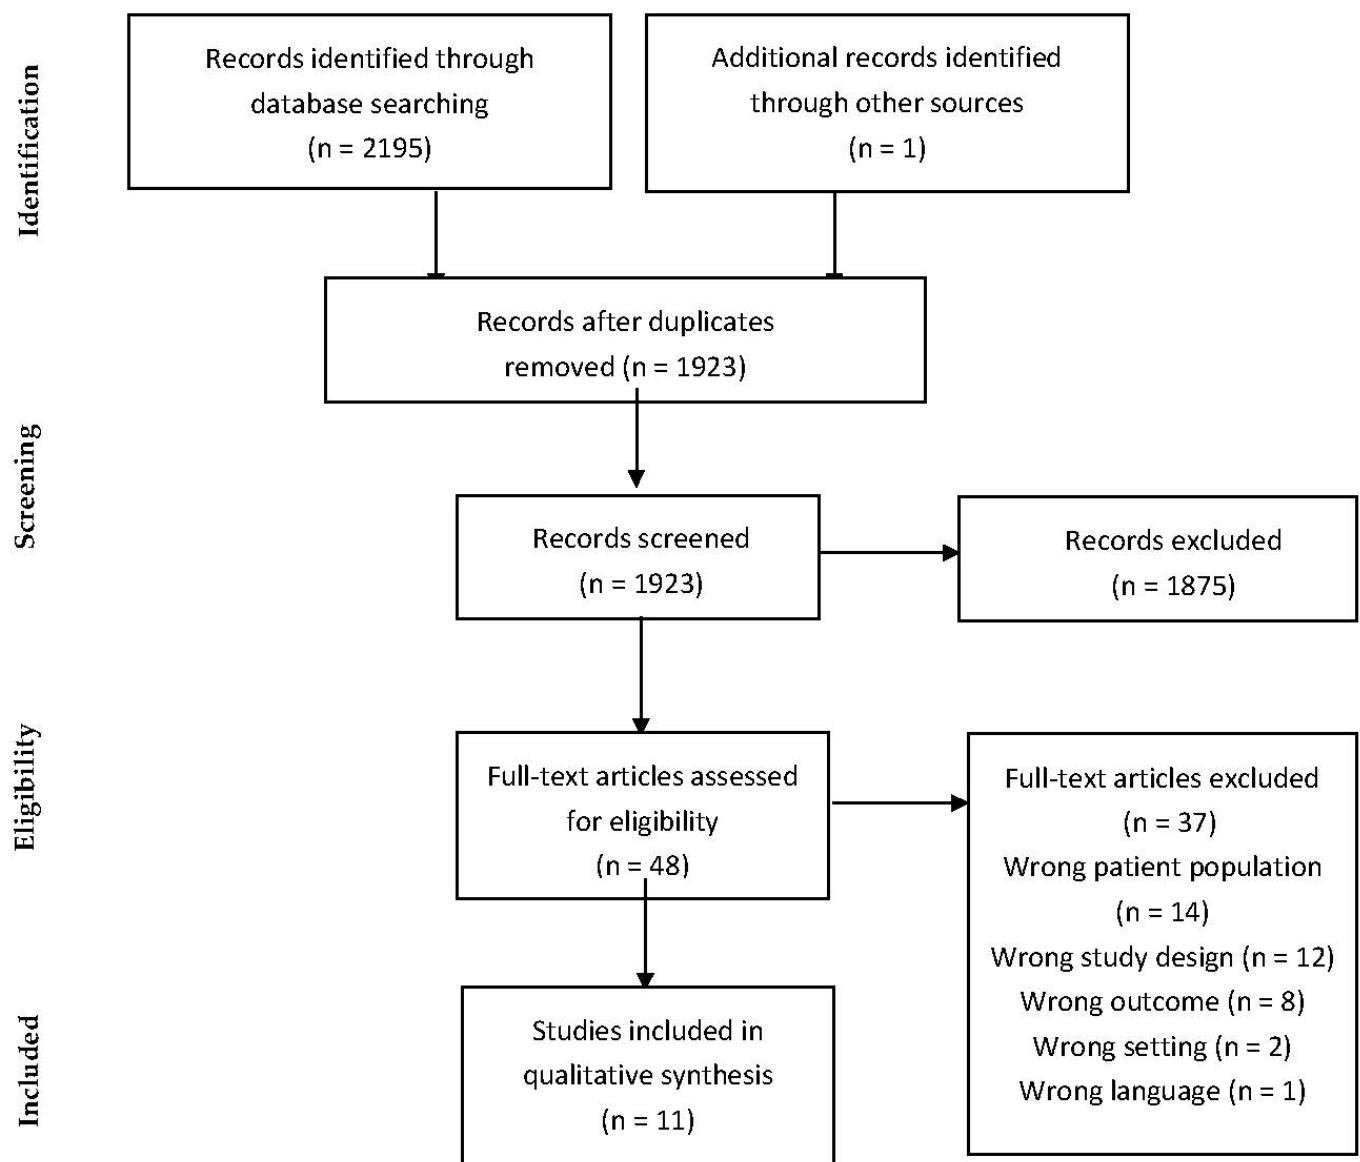 Identification
Records identified through
database searching
(n = 2195)
Additional records identified
through other sources
(n = 1)
Records after duplicates
removed (n = 1923)
Screening
Records screened
(n = 1923)
Records excluded
(n = 1875)
Eligibility
Full-text articles assessed
for eligibility
(n = 48)
Full-text articles excluded
(n = 37)
Wrong patient population
(n = 14)
Wrong study design (n = 12)
Wrong outcome (n = 8)
Wrong setting (n = 2)
Wrong language (n = 1)
Included
Studies included in
qualitative synthesis
(n = 11)